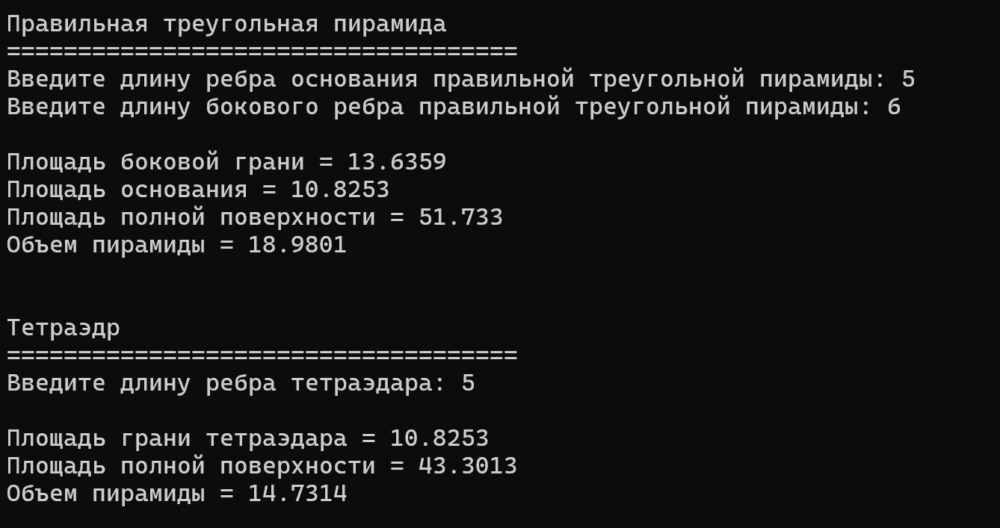 Правильная треугольная пирамида
====================================
Введите длину ребра основания правильной треугольной пирамиды: 5
Введите длину бокового ребра правильной треугольной пирамиды: 6
Площадь боковой грани = 13.6359
Площадь основания = 10.8253
Площадь полной поверхности = 51.733
Объем пирамиды = 18.9801
Тетраэдр
====================================
Введите длину ребра тетраэдара: 5
Площадь грани тетраэдара = 10.8253
Площадь полной поверхности = 43.3013
Объем пирамиды = 14.7314